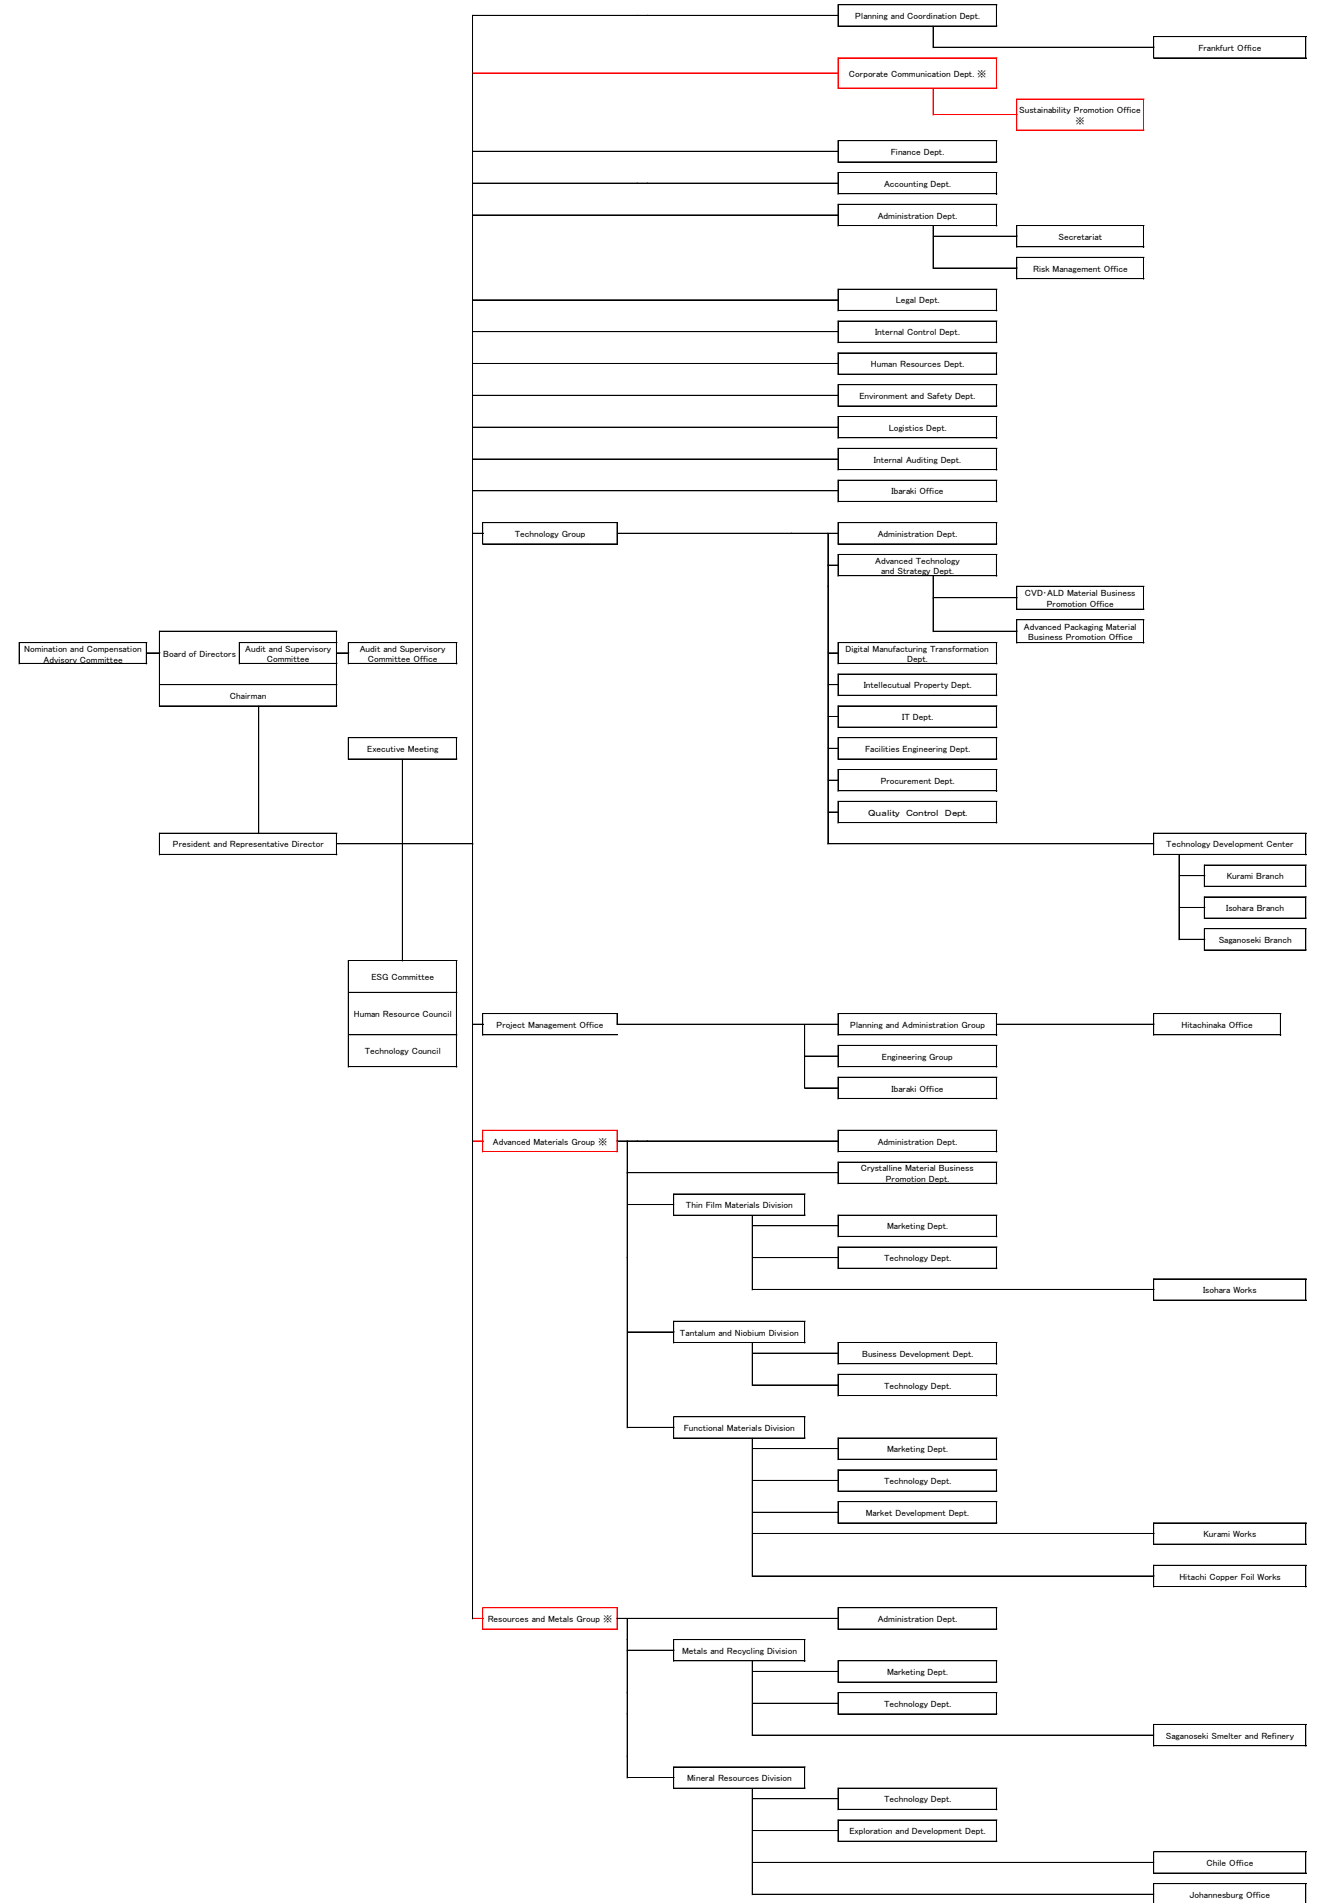 Planning and Coordination Dept.
Frankfurt Office
Corporate Communication Dept. ※
Sustainability Promotion Office
※
Finance Dept.
Accounting Dept.
Administration Dept.
Secretariat
Risk Management Office
Legal Dept.
Internal Control Dept.
Human Resources Dept.
Environment and Safety Dept.
Logistics Dept.
Internal Auditing Dept.
Ibaraki Office
Technology Group
Administration Dept.
Advanced Technology
and Strategy Dept.
CVD･ALD Material Business
Promotion Office
Advanced Packaging Material
Business Promotion Office
Nomination and Compensation
Advisory Committee
Board of Directors
Audit and Supervisory
Committee
Audit and Supervisory
Committee Office
Chairman
Digital Manufacturing Transformation
Dept.
Intellecutual Property Dept.
IT Dept.
Executive Meeting
Facilities Engineering Dept.
Procurement Dept.
Quality Control Dept.
President and Representative Director
Technology Development Center
Kurami Branch
Isohara Branch
Saganoseki Branch
ESG Committee
Human Resource Council
Technology Council
Project Management Office
Planning and Administration Group
Hitachinaka Office
Engineering Group
Ibaraki Office
Advanced Materials Group ※
Administration Dept.
Crystalline Material Business
Promotion Dept.
Thin Film Materials Division
Marketing Dept.
Technology Dept.
Isohara Works
Tantalum and Niobium Division
Business Development Dept.
Technology Dept.
Functional Materials Division
Marketing Dept.
Technology Dept.
Market Development Dept.
Kurami Works
Hitachi Copper Foil Works
Resources and Metals Group ※
Administration Dept.
Metals and Recycling Division
Marketing Dept.
Technology Dept.
Saganoseki Smelter and Refinery
Mineral Resources Division
Technology Dept.
Exploration and Development Dept.
Chile Office
Johannesburg Office